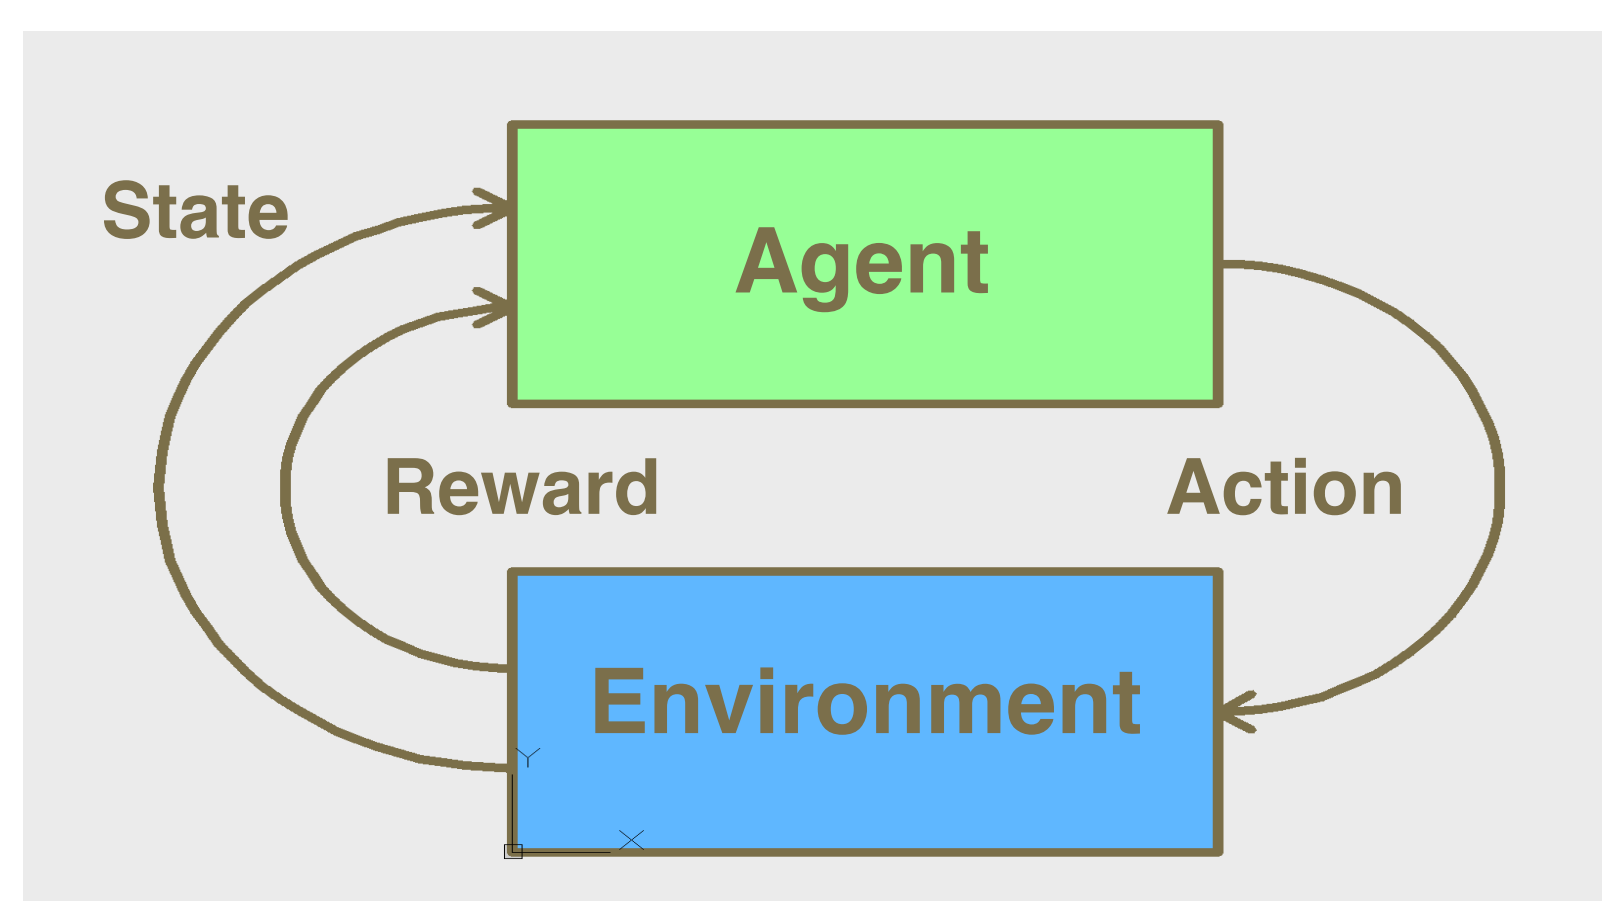 State
Agent
Reward
Action
Environment
Y
X